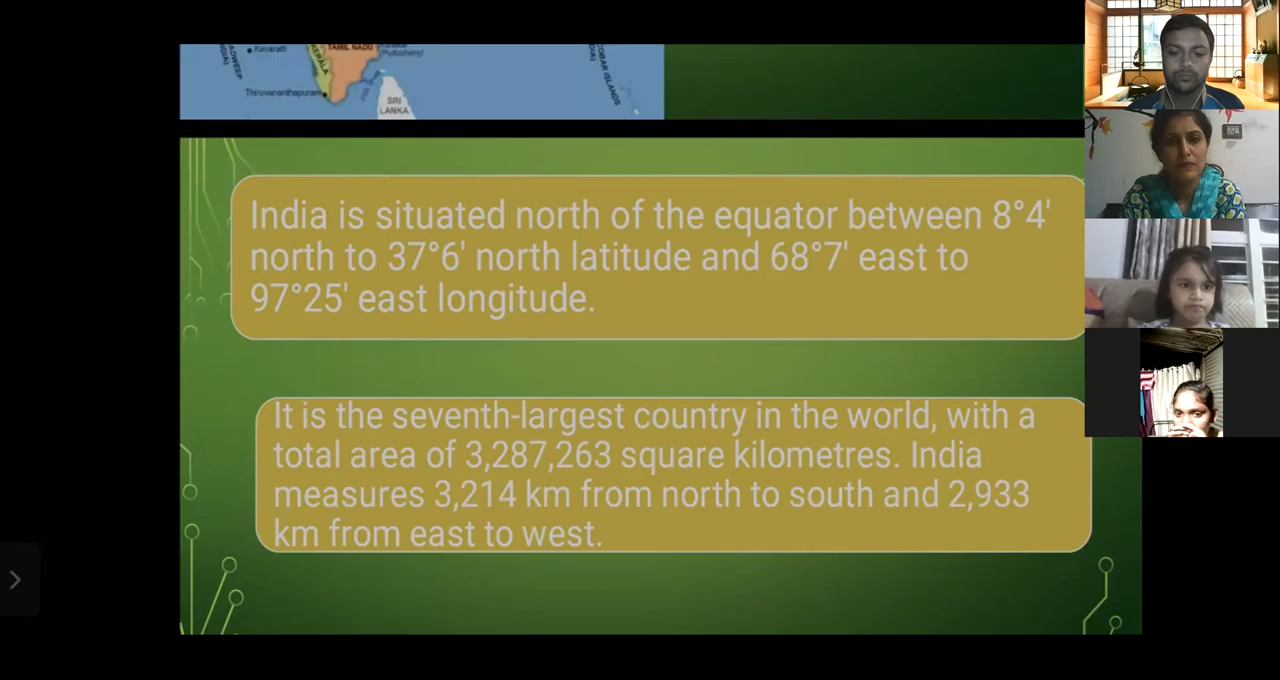 Kavaratti
TAMIL NADU
(Puducherry)
KERALA
Thiruvananthapuram
SRI
LANKA
India is situated north of the equator between 8°4'
north to 37°6' north latitude and 68°7' east to
97°25' east longitude.
It is the seventh-largest country in the world, with a
total area of 3,287,263 square kilometres. India
measures 3,214 km from north to south and 2,933
km from east to west.